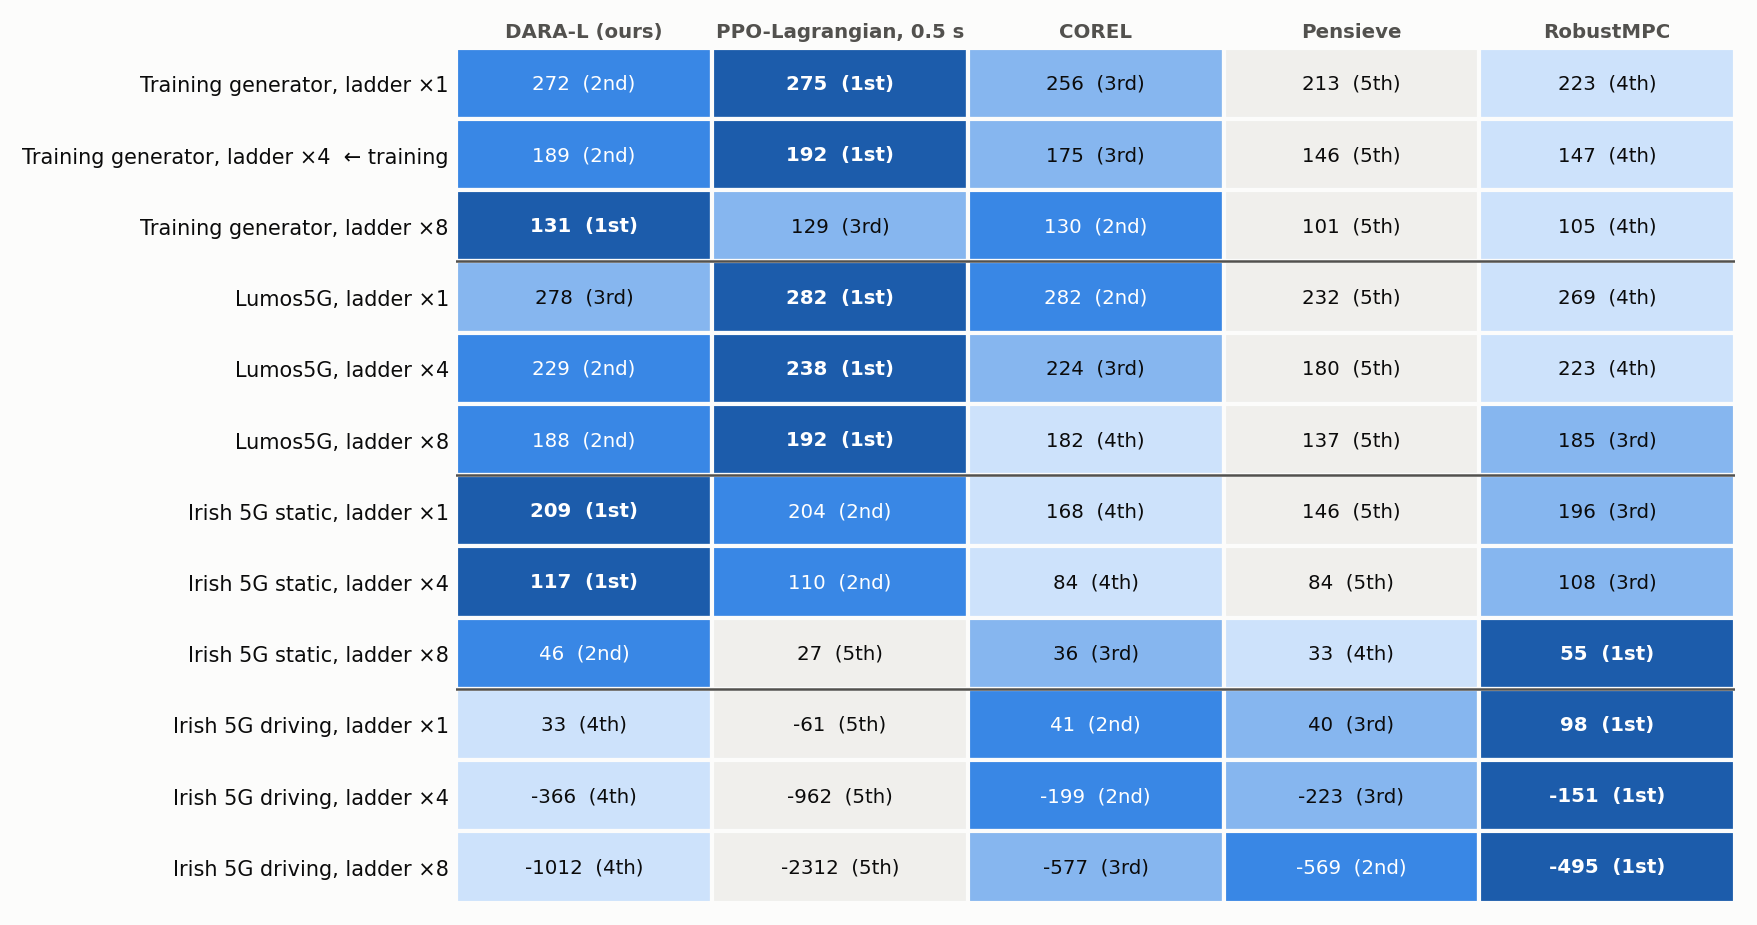 DARA-L (ours) PPO-Lagrangian, 0.5 s COREL Pensieve RobustMPC
Training generator, ladder ×1 272 (2nd) 275 (1st) 256 (3rd) 213 (5th) 223 (4th)
Training generator, ladder ×4 ← training 189 (2nd) 192 (1st) 175 (3rd) 146 (5th) 147 (4th)
Training generator, ladder ×8 131 (1st) 129 (3rd) 130 (2nd) 101 (5th) 105 (4th)
Lumos5G, ladder ×1 278 (3rd) 282 (1st) 282 (2nd) 232 (5th) 269 (4th)
Lumos5G, ladder ×4 229 (2nd) 238 (1st) 224 (3rd) 180 (5th) 223 (4th)
Lumos5G, ladder ×8 188 (2nd) 192 (1st) 182 (4th) 137 (5th) 185 (3rd)
Irish 5G static, ladder ×1 209 (1st) 204 (2nd) 168 (4th) 146 (5th) 196 (3rd)
Irish 5G static, ladder ×4 117 (1st) 110 (2nd) 84 (4th) 84 (5th) 108 (3rd)
Irish 5G static, ladder ×8 46 (2nd) 27 (5th) 36 (3rd) 33 (4th) 55 (1st)
Irish 5G driving, ladder ×1 33 (4th) -61 (5th) 41 (2nd) 40 (3rd) 98 (1st)
Irish 5G driving, ladder ×4 -366 (4th) -962 (5th) -199 (2nd) -223 (3rd) -151 (1st)
Irish 5G driving, ladder ×8 -1012 (4th) -2312 (5th) -577 (3rd) -569 (2nd) -495 (1st)